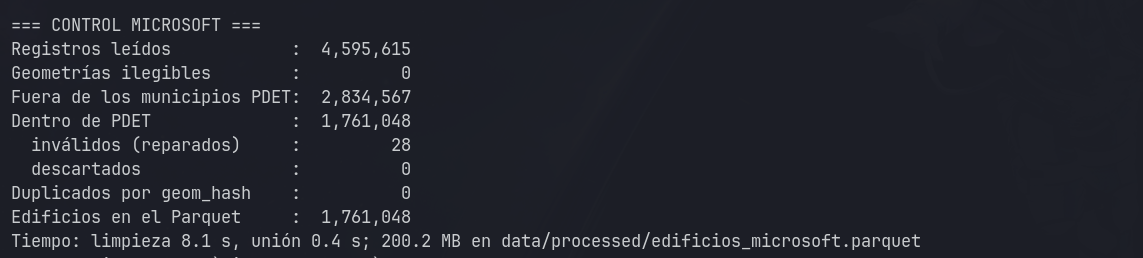 === CONTROL MICROSOFT ===
Registros leídos            :  4,595,615
Geometrías ilegibles        :          0
Fuera de los municipios PDET:  2,834,567
Dentro de PDET              :  1,761,048
  inválidos (reparados)     :         28
  descartados               :          0
Duplicados por geom_hash    :          0
Edificios en el Parquet     :  1,761,048
Tiempo: limpieza 8.1 s, unión 0.4 s; 200.2 MB en data/processed/edificios_microsoft.parquet